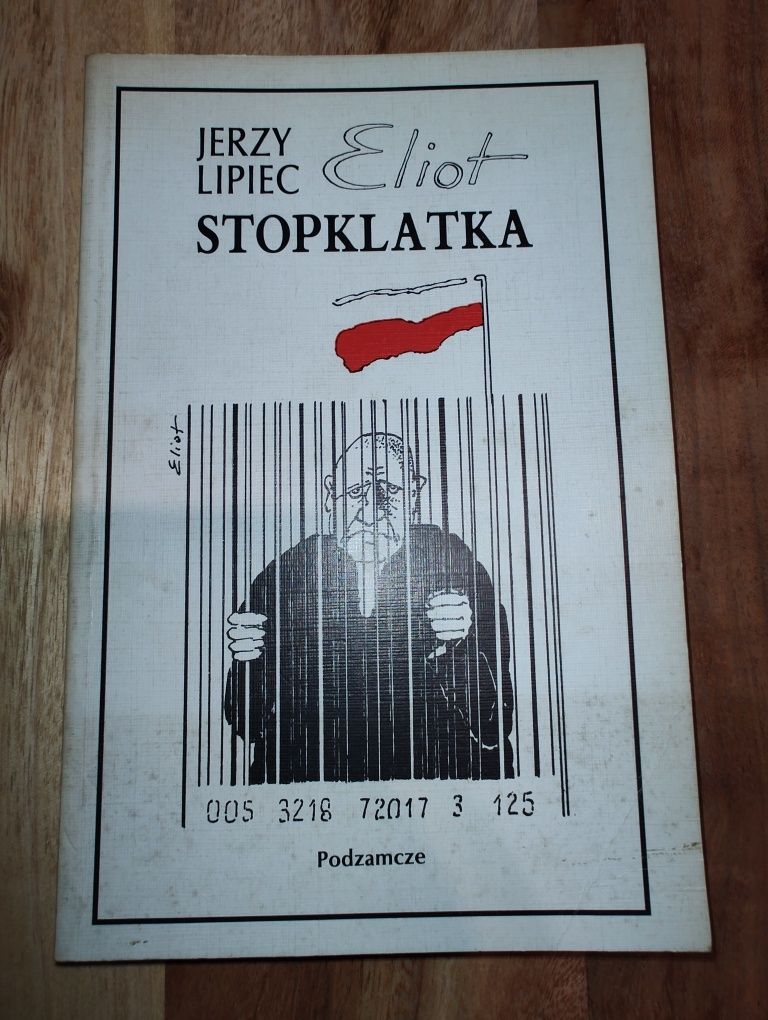 JERZY
LIPIEC
Eliot
STOPKLATKA
Eliot
005 3218 72017 3 125
Podzamcze